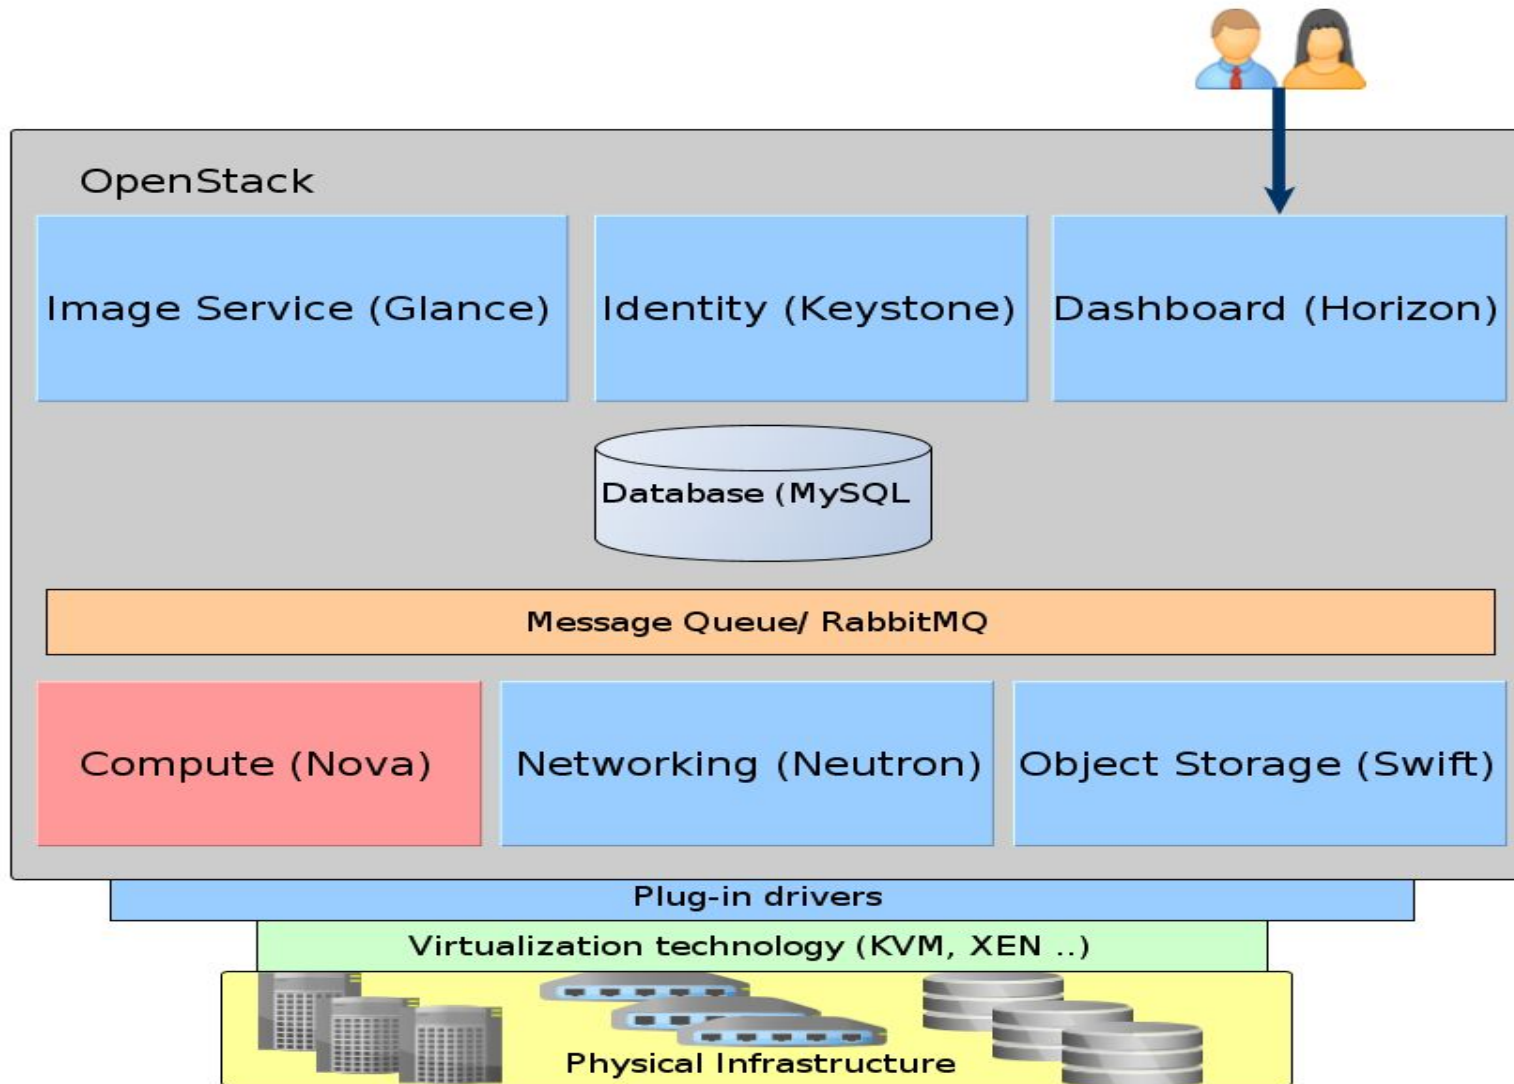 OpenStack
Image Service (Glance)
Identity (Keystone)
Dashboard (Horizon)
Database (MySQL
Message Queue/ RabbitMQ
Compute (Nova)
Networking (Neutron)
Object Storage (Swift)
Plug-in drivers
Virtualization technology (KVM, XEN ..)
Physical Infrastructure